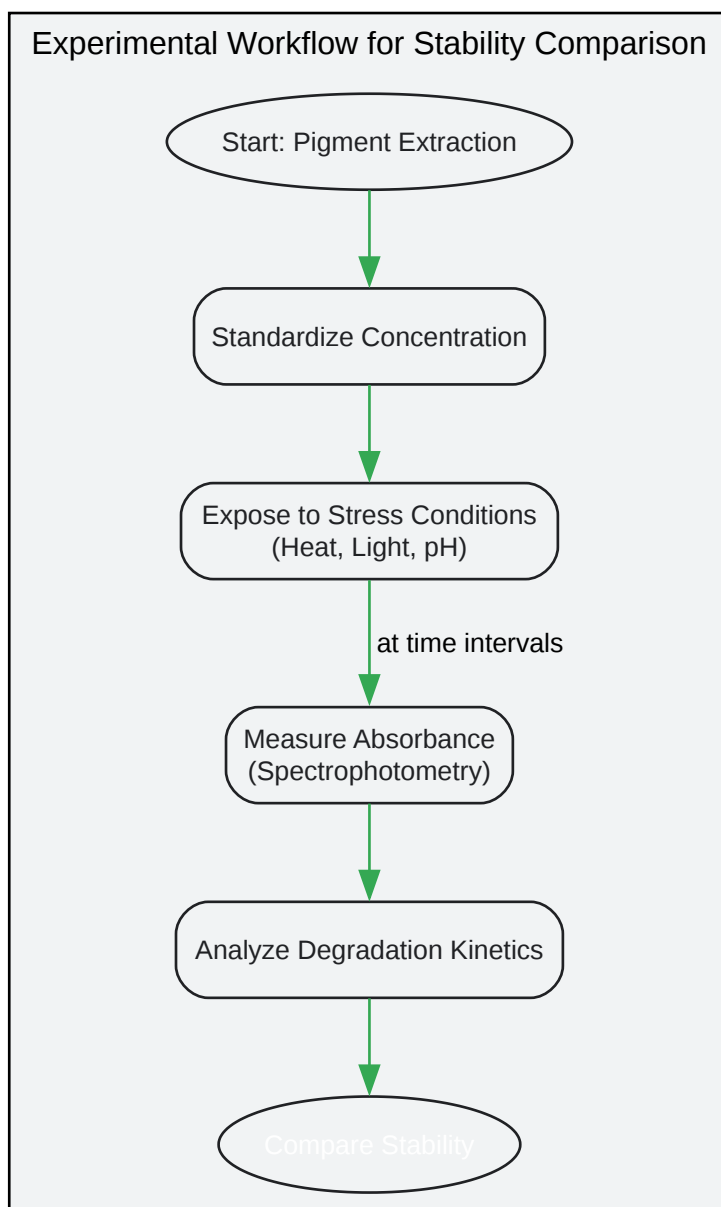 Experimental Workflow for Stability Comparison
Start: Pigment Extraction
Standardize Concentration
Expose to Stress Conditions
(Heat, Light, pH)
at time intervals
Measure Absorbance
(Spectrophotometry)
Analyze Degradation Kinetics
Compare Stability